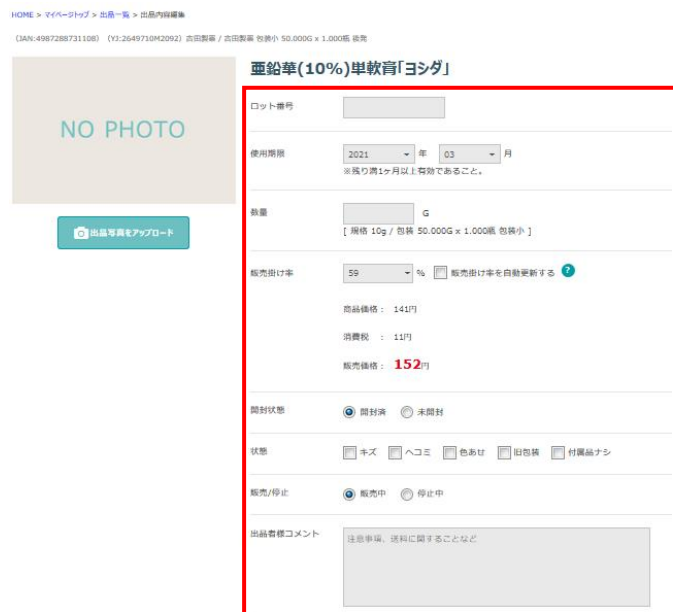 HOME > マイページトップ > 出品一覧 > 出品内容編集
(JAN:4987288731108) (YJ:2649710M2092) 吉田製薬 / 吉田製薬 包装小 50.000G x 1.000瓶 後発
亜鉛華(10%)単軟膏「ヨシダ」
NO PHOTO
出品写真をアップロード
ロット番号
使用期限 2021 年 03 月
※残り満1ヶ月以上有効であること。
数量 G
[ 規格 10g / 包装 50.000G x 1.000瓶 包装小 ]
販売掛け率 59 % 販売掛け率を自動更新する ?
商品価格： 141円
消費税 ： 11円
販売価格： 152円
開封状態 開封済 未開封
状態 キズ ヘコミ 色あせ 旧包装 付属品ナシ
販売/停止 販売中 停止中
出品者様コメント 注意事項、送料に関することなど